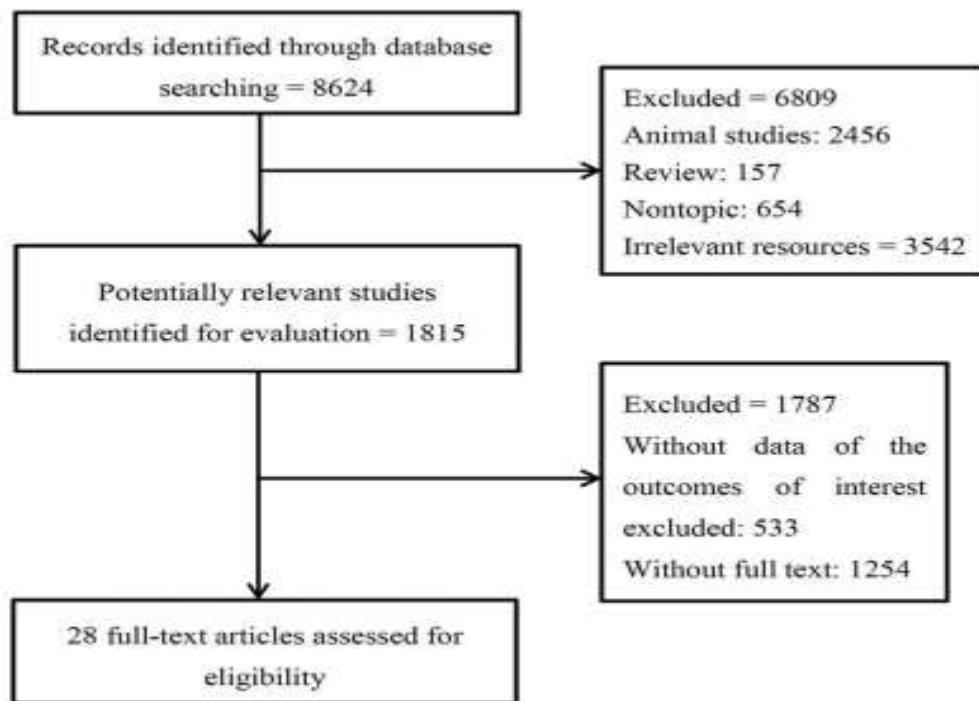 Records identified through database
searching = 8624
Excluded = 6809
Animal studies: 2456
Review: 157
Nontopic: 654
Irrelevant resources = 3542
Potentially relevant studies
identified for evaluation = 1815
Excluded = 1787
Without data of the
outcomes of interest
excluded: 533
Without full text: 1254
28 full-text articles assessed for
eligibility